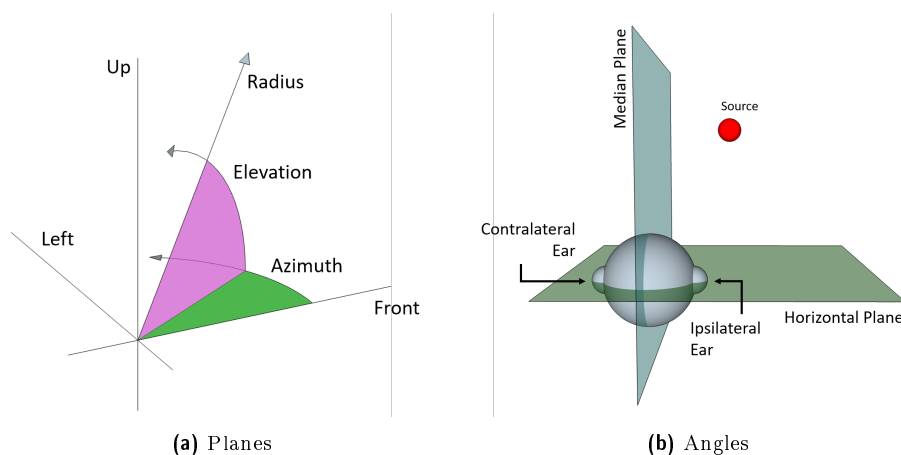 Up
Radius
Elevation
Left
Azimuth
Front
(a) Planes
Median Plane
Source
Contralateral
Ear
Horizontal Plane
Ipsilateral
Ear
(b) Angles